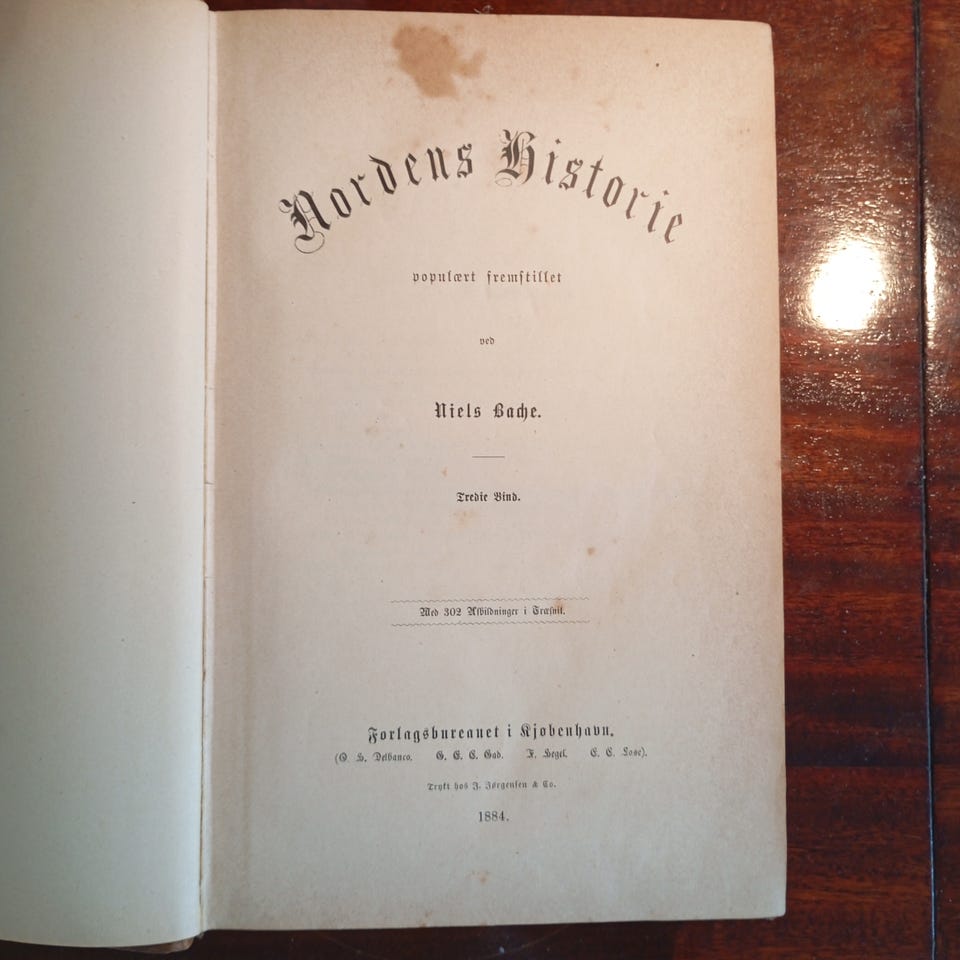 Nordens Historie
populært fremstillet
ved
Niels Bache.
Tredie Bind.
Med 302 Afbildninger i Træsnit.
Forlagsbureauet i Kjøbenhavn.
(O. H. Delbanco. G. E. C. Gad. F. Hegel. C. C. Lose).
Trykt hos J. Jørgensen & Co.
1884.